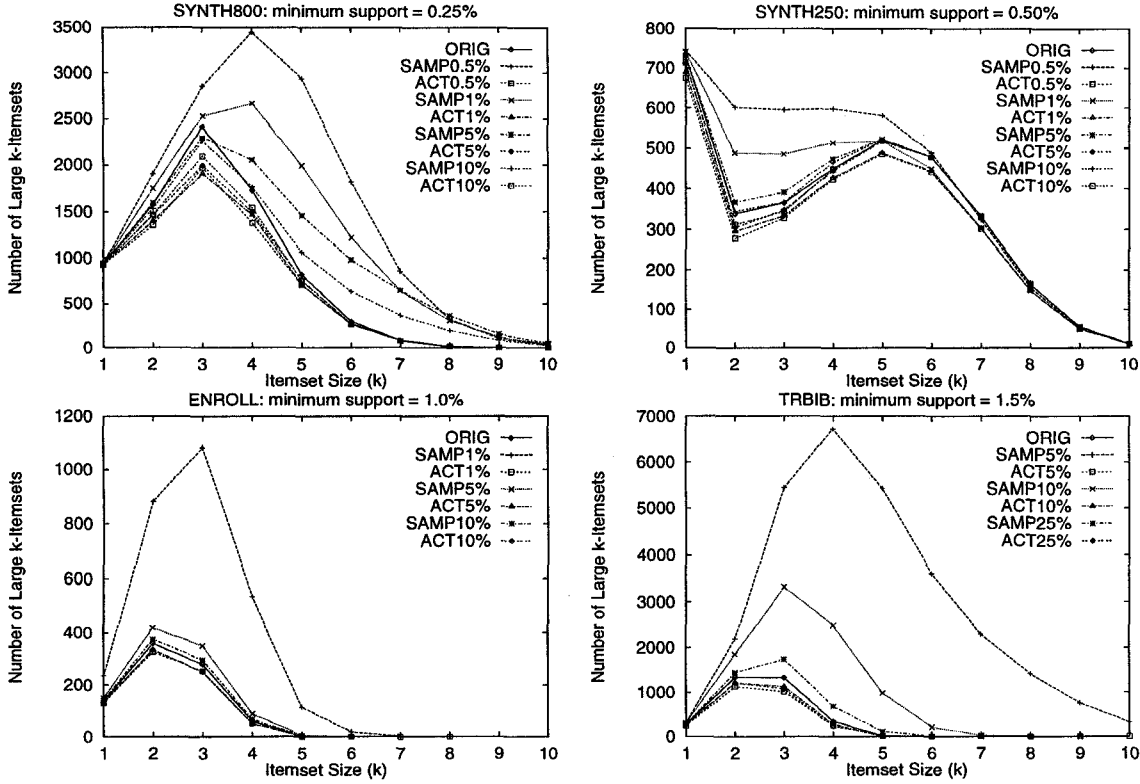 SYNTH800: minimum support = 0.25%
3500
3000
2500
2000
1500
1000
500
0
Number of Large k-Itemsets
ORIG
SAMP0.5%
ACT0.5%
SAMP1%
ACT1%
SAMP5%
ACT5%
SAMP10%
ACT10%
1 2 3 4 5 6 7 8 9 10
Itemset Size (k)
SYNTH250: minimum support = 0.50%
800
700
600
500
400
300
200
100
0
Number of Large k-Itemsets
ORIG
SAMP0.5%
ACT0.5%
SAMP1%
ACT1%
SAMP5%
ACT5%
SAMP10%
ACT10%
1 2 3 4 5 6 7 8 9 10
Itemset Size (k)
ENROLL: minimum support = 1.0%
1200
1000
800
600
400
200
0
Number of Large k-Itemsets
ORIG
SAMP1%
ACT1%
SAMP5%
ACT5%
SAMP10%
ACT10%
1 2 3 4 5 6 7 8 9 10
Itemset Size (k)
TRBIB: minimum support = 1.5%
7000
6000
5000
4000
3000
2000
1000
0
Number of Large k-Itemsets
ORIG
SAMP5%
ACT5%
SAMP10%
ACT10%
SAMP25%
ACT25%
1 2 3 4 5 6 7 8 9 10
Itemset Size (k)